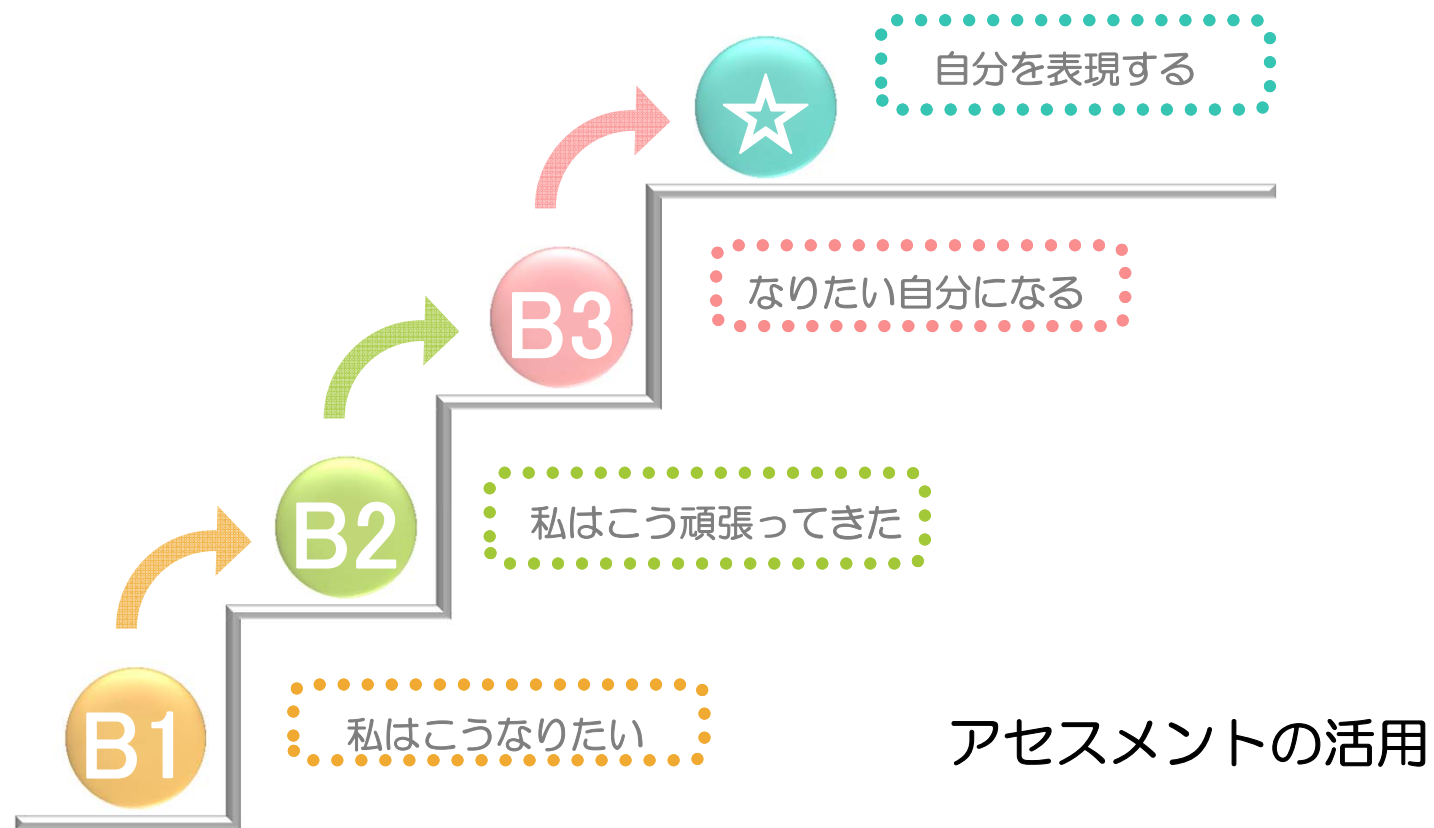 自分を表現する
B3
なりたい自分になる
B2
私はこう頑張ってきた
B1
私はこうなりたい
アセスメントの活用